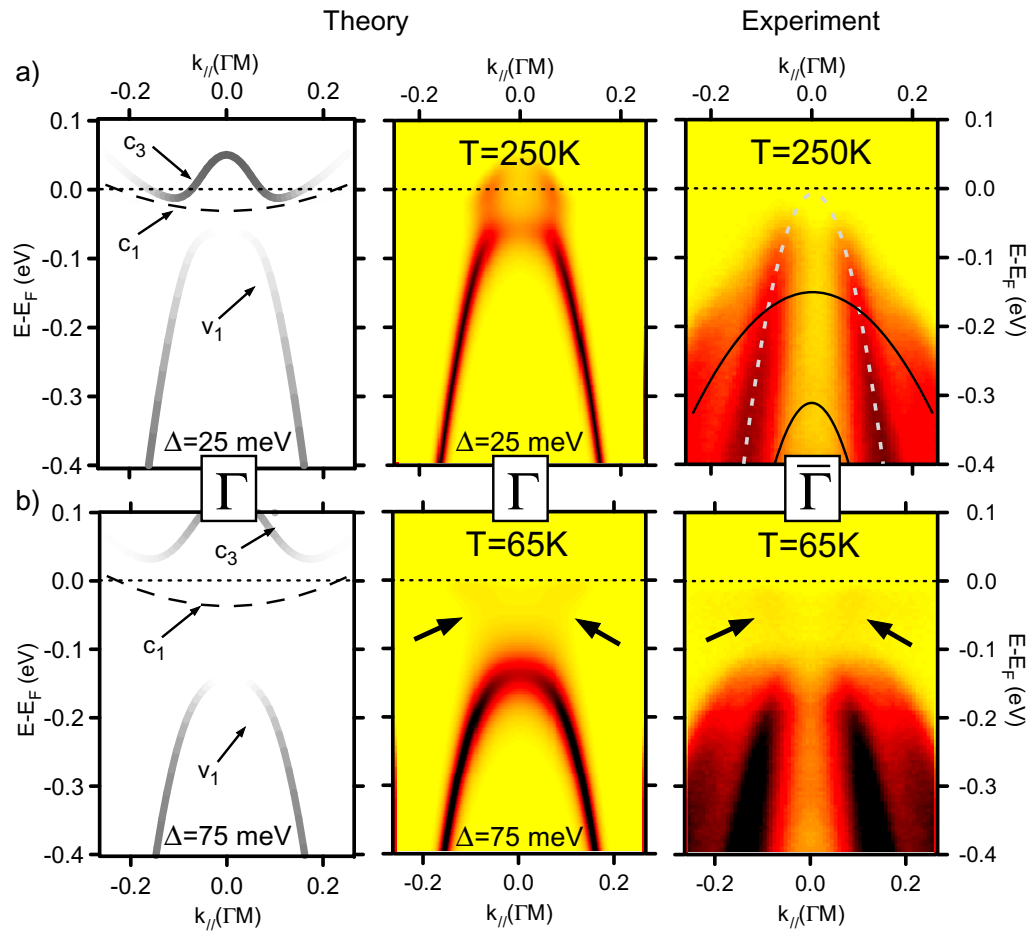 Theory Experiment
a)
k//(ΓM) k//(ΓM) k//(ΓM)
-0.2 0.0 0.2 -0.2 0.0 0.2 -0.2 0.0 0.2
0.1 0.1
c3 T=250K T=250K
0.0 0.0
c1
-0.1 -0.1
E-EF (eV) E-EF (eV)
v1
-0.2 -0.2
-0.3 -0.3
Δ=25 meV Δ=25 meV
-0.4 -0.4
Γ Γ Γ̿
b)
0.1 0.1
c3 T=65K T=65K
0.0 0.0
c1
-0.1 -0.1
E-EF (eV) E-EF (eV)
-0.2 -0.2
v1
-0.3 -0.3
Δ=75 meV Δ=75 meV
-0.4 -0.4
-0.2 0.0 0.2 -0.2 0.0 0.2 -0.2 0.0 0.2
k//(ΓM) k//(ΓM) k//(ΓM)